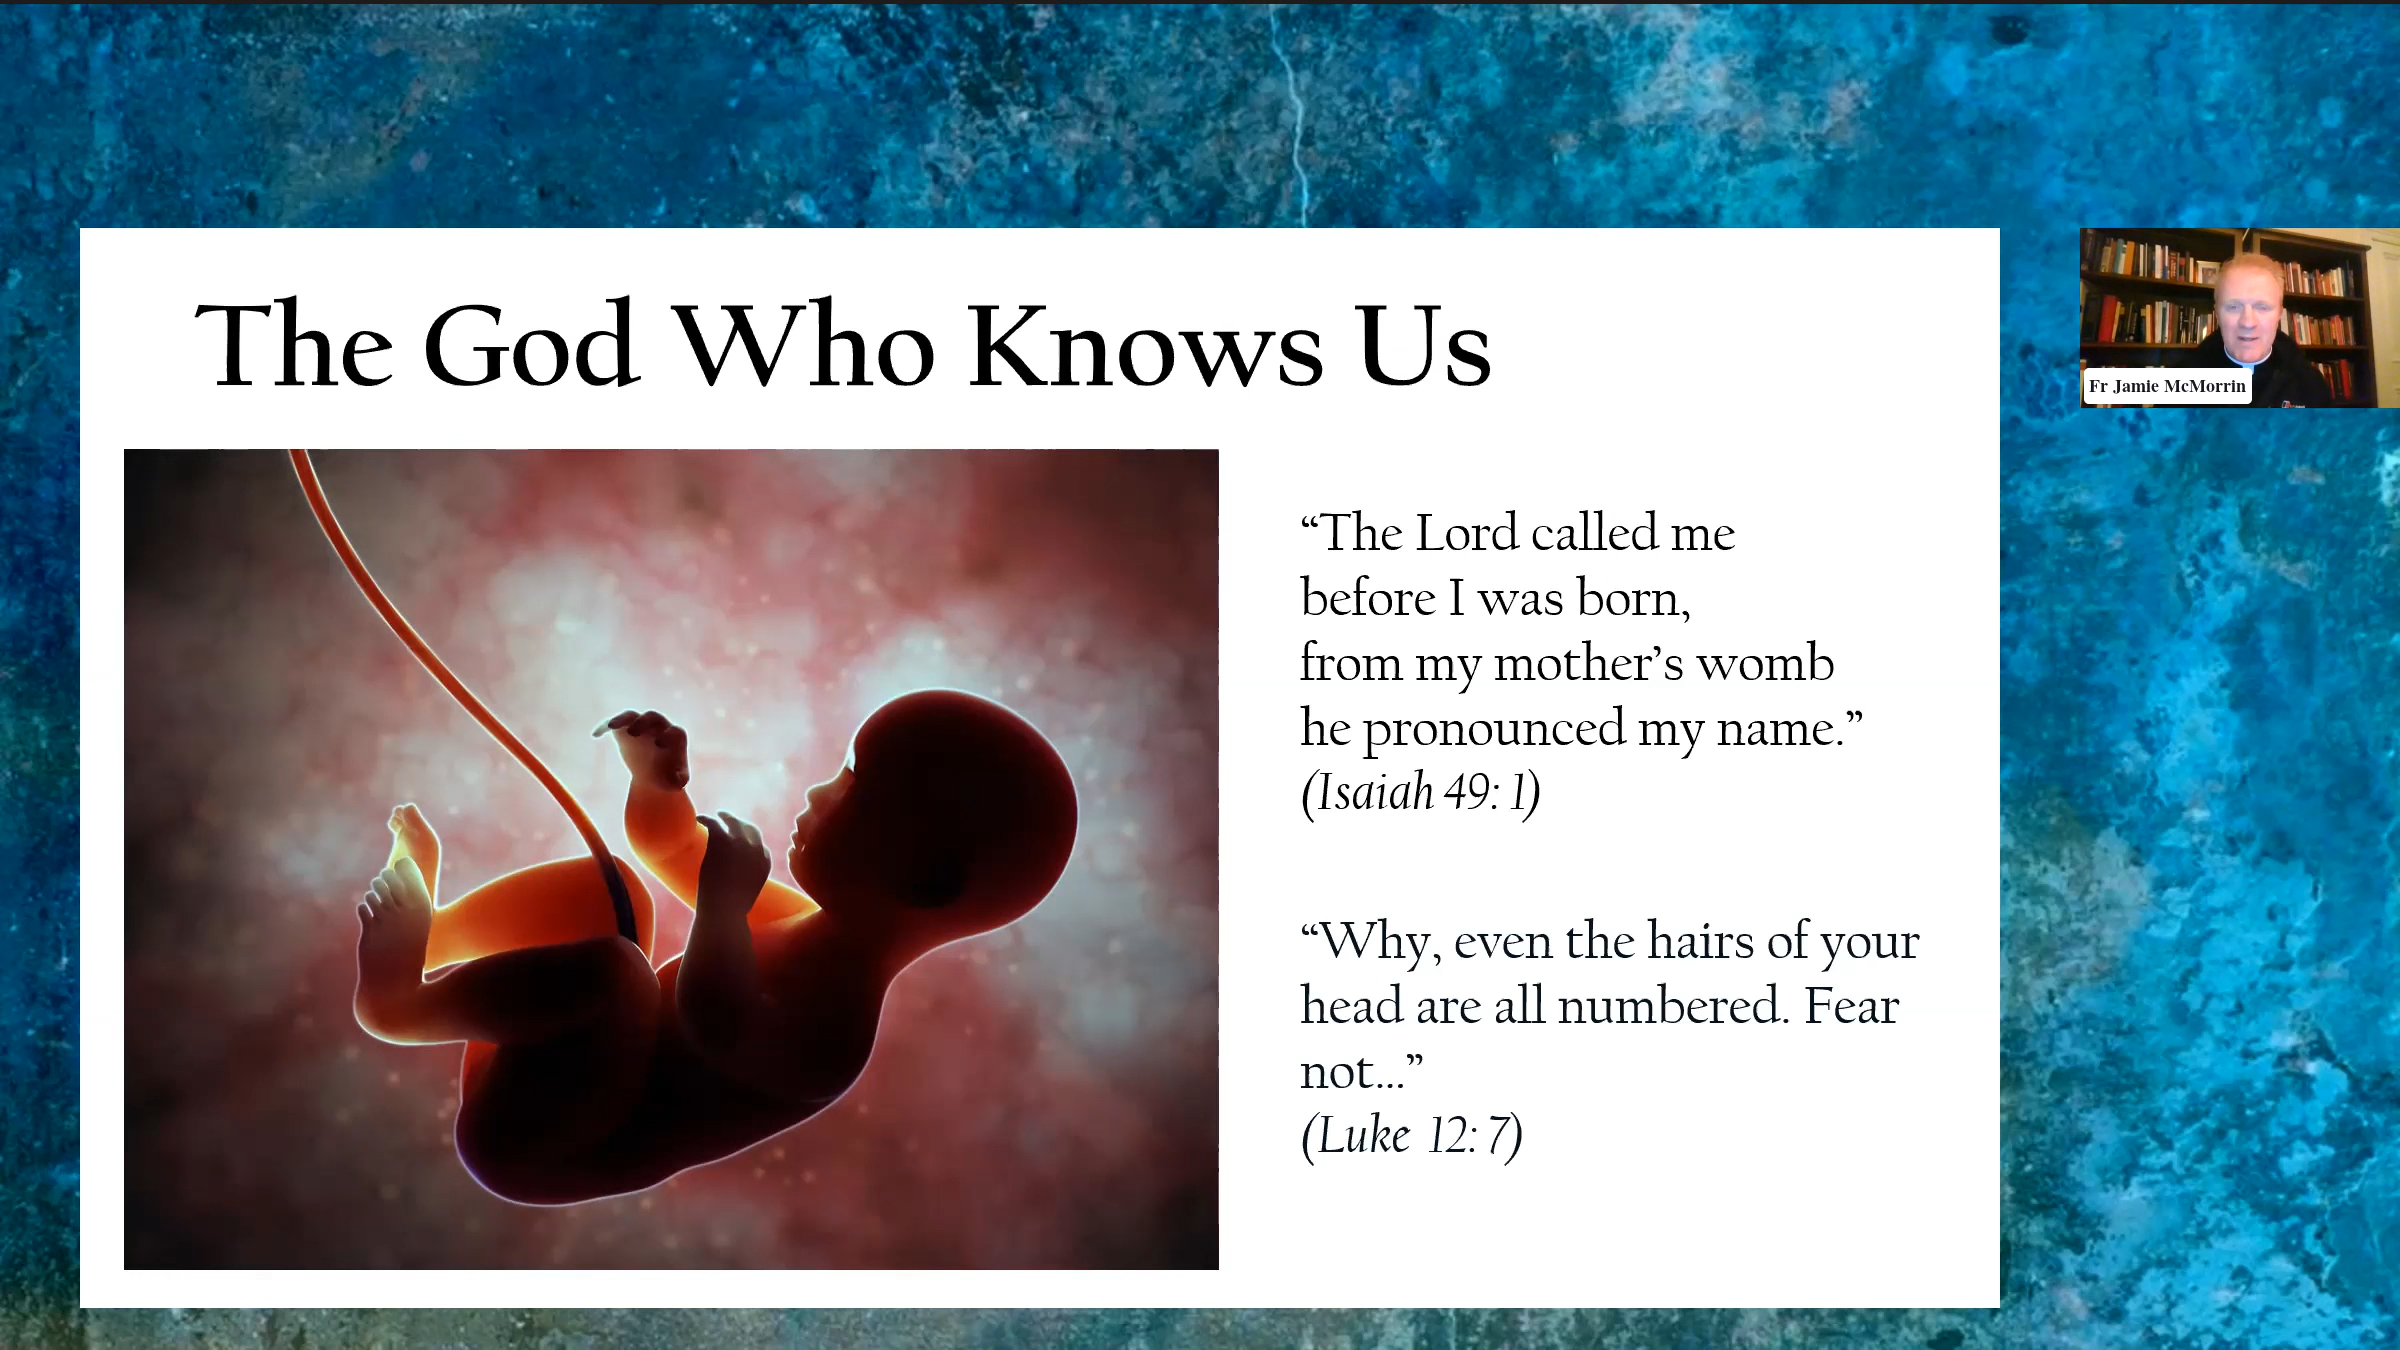 The God Who Knows Us
Fr Jamie McMorrin
“The Lord called me
before I was born,
from my mother’s womb
he pronounced my name.”
(Isaiah 49: 1)
“Why, even the hairs of your
head are all numbered. Fear
not...”
(Luke 12: 7)